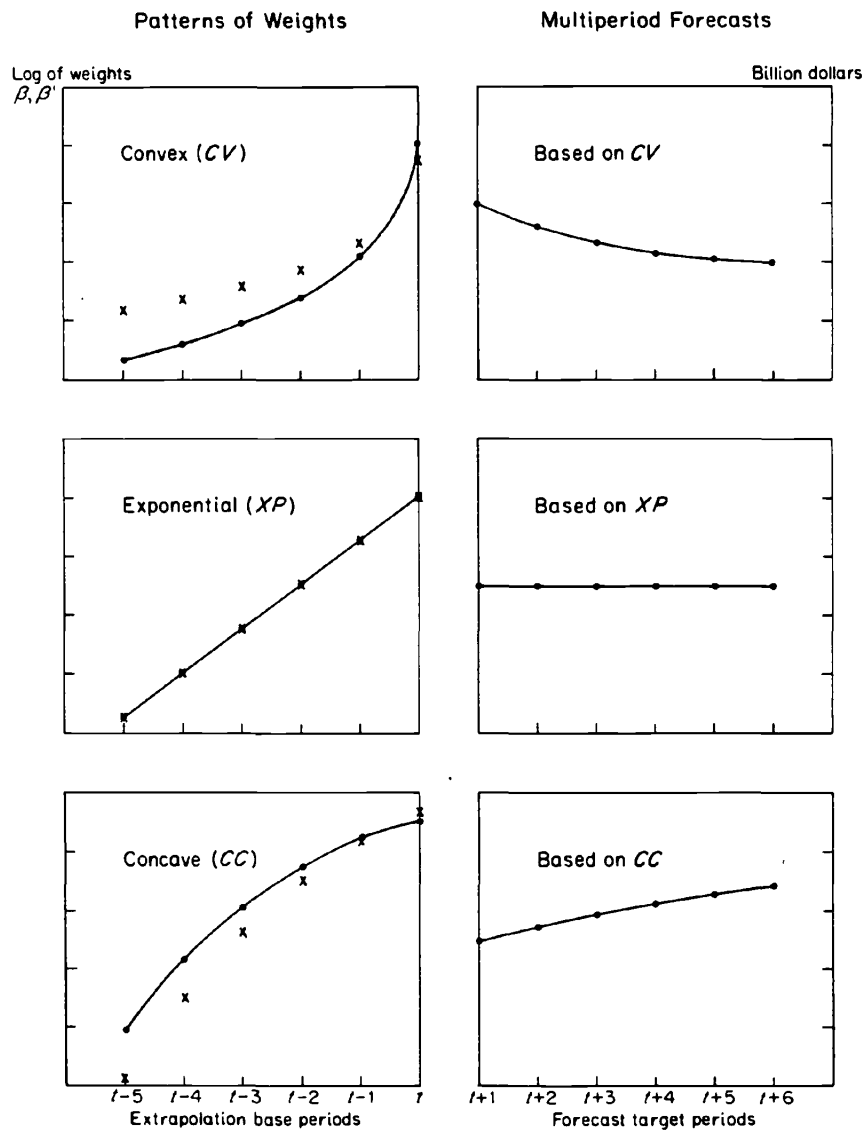 Patterns of Weights
Multiperiod Forecasts
Log of weights
β, β'
Billion dollars
Convex (CV)
Based on CV
Exponential (XP)
Based on XP
Concave (CC)
Based on CC
t-5 t-4 t-3 t-2 t-1 t
Extrapolation base periods
t+1 t+2 t+3 t+4 t+5 t+6
Forecast target periods